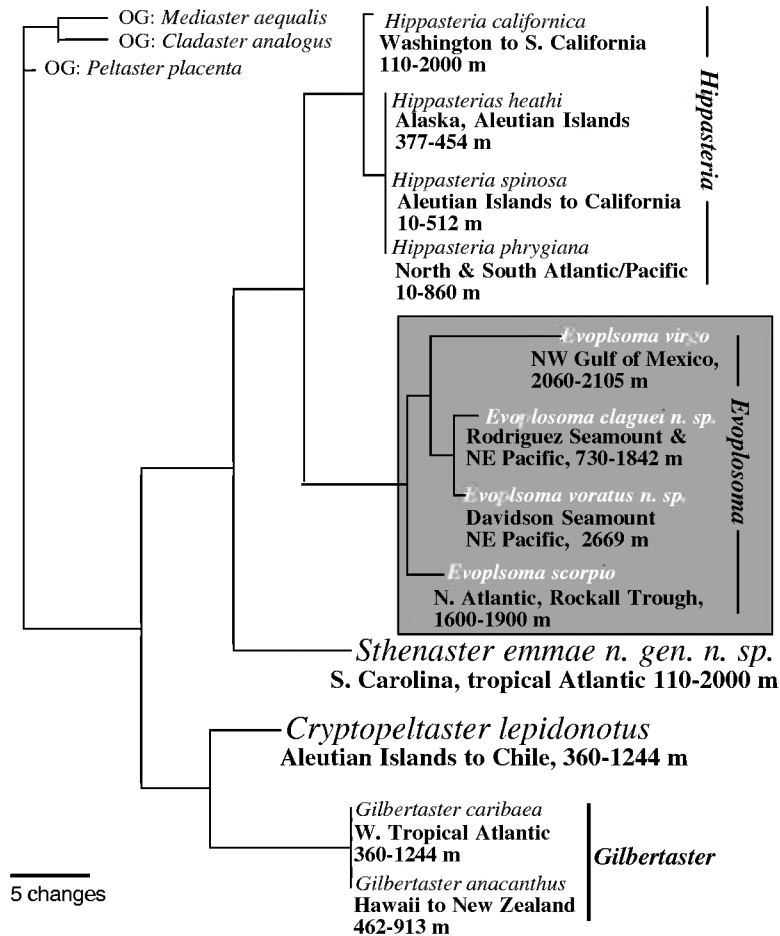 OG: Mediaster aequalis
OG: Cladaster analogus
OG: Peltaster placenta
Hippasteria californica
Washington to S. California
110-2000 m
Hippasterias heathi
Alaska, Aleutian Islands
377-454 m
Hippasteria spinosa
Aleutian Islands to California
10-512 m
Hippasteria phrygiana
North & South Atlantic/Pacific
10-860 m
Hippasteria
Evoplsoma virgo
NW Gulf of Mexico,
2060-2105 m
Evoplosoma claguei n. sp.
Rodriguez Seamount &
NE Pacific, 730-1842 m
Evoplsoma voratus n. sp.
Davidson Seamount
NE Pacific, 2669 m
Evoplsoma scorpio
N. Atlantic, Rockall Trough,
1600-1900 m
Evoplosoma
Sthenaster emmae n. gen. n. sp.
S. Carolina, tropical Atlantic 110-2000 m
Cryptopeltaster lepidonotus
Aleutian Islands to Chile, 360-1244 m
Gilbertaster caribaea
W. Tropical Atlantic
360-1244 m
Gilbertaster anacanthus
Hawaii to New Zealand
462-913 m
Gilbertaster
5 changes